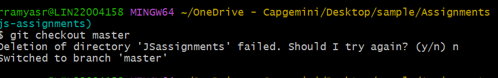 rramyasr@LIN22004158 MINGW64 ~/OneDrive - Capgemini/Desktop/sample/Assignments
js-assignments)
$ git checkout master
Deletion of directory 'JSassignments' failed. Should I try again? (y/n) n
Switched to branch 'master'